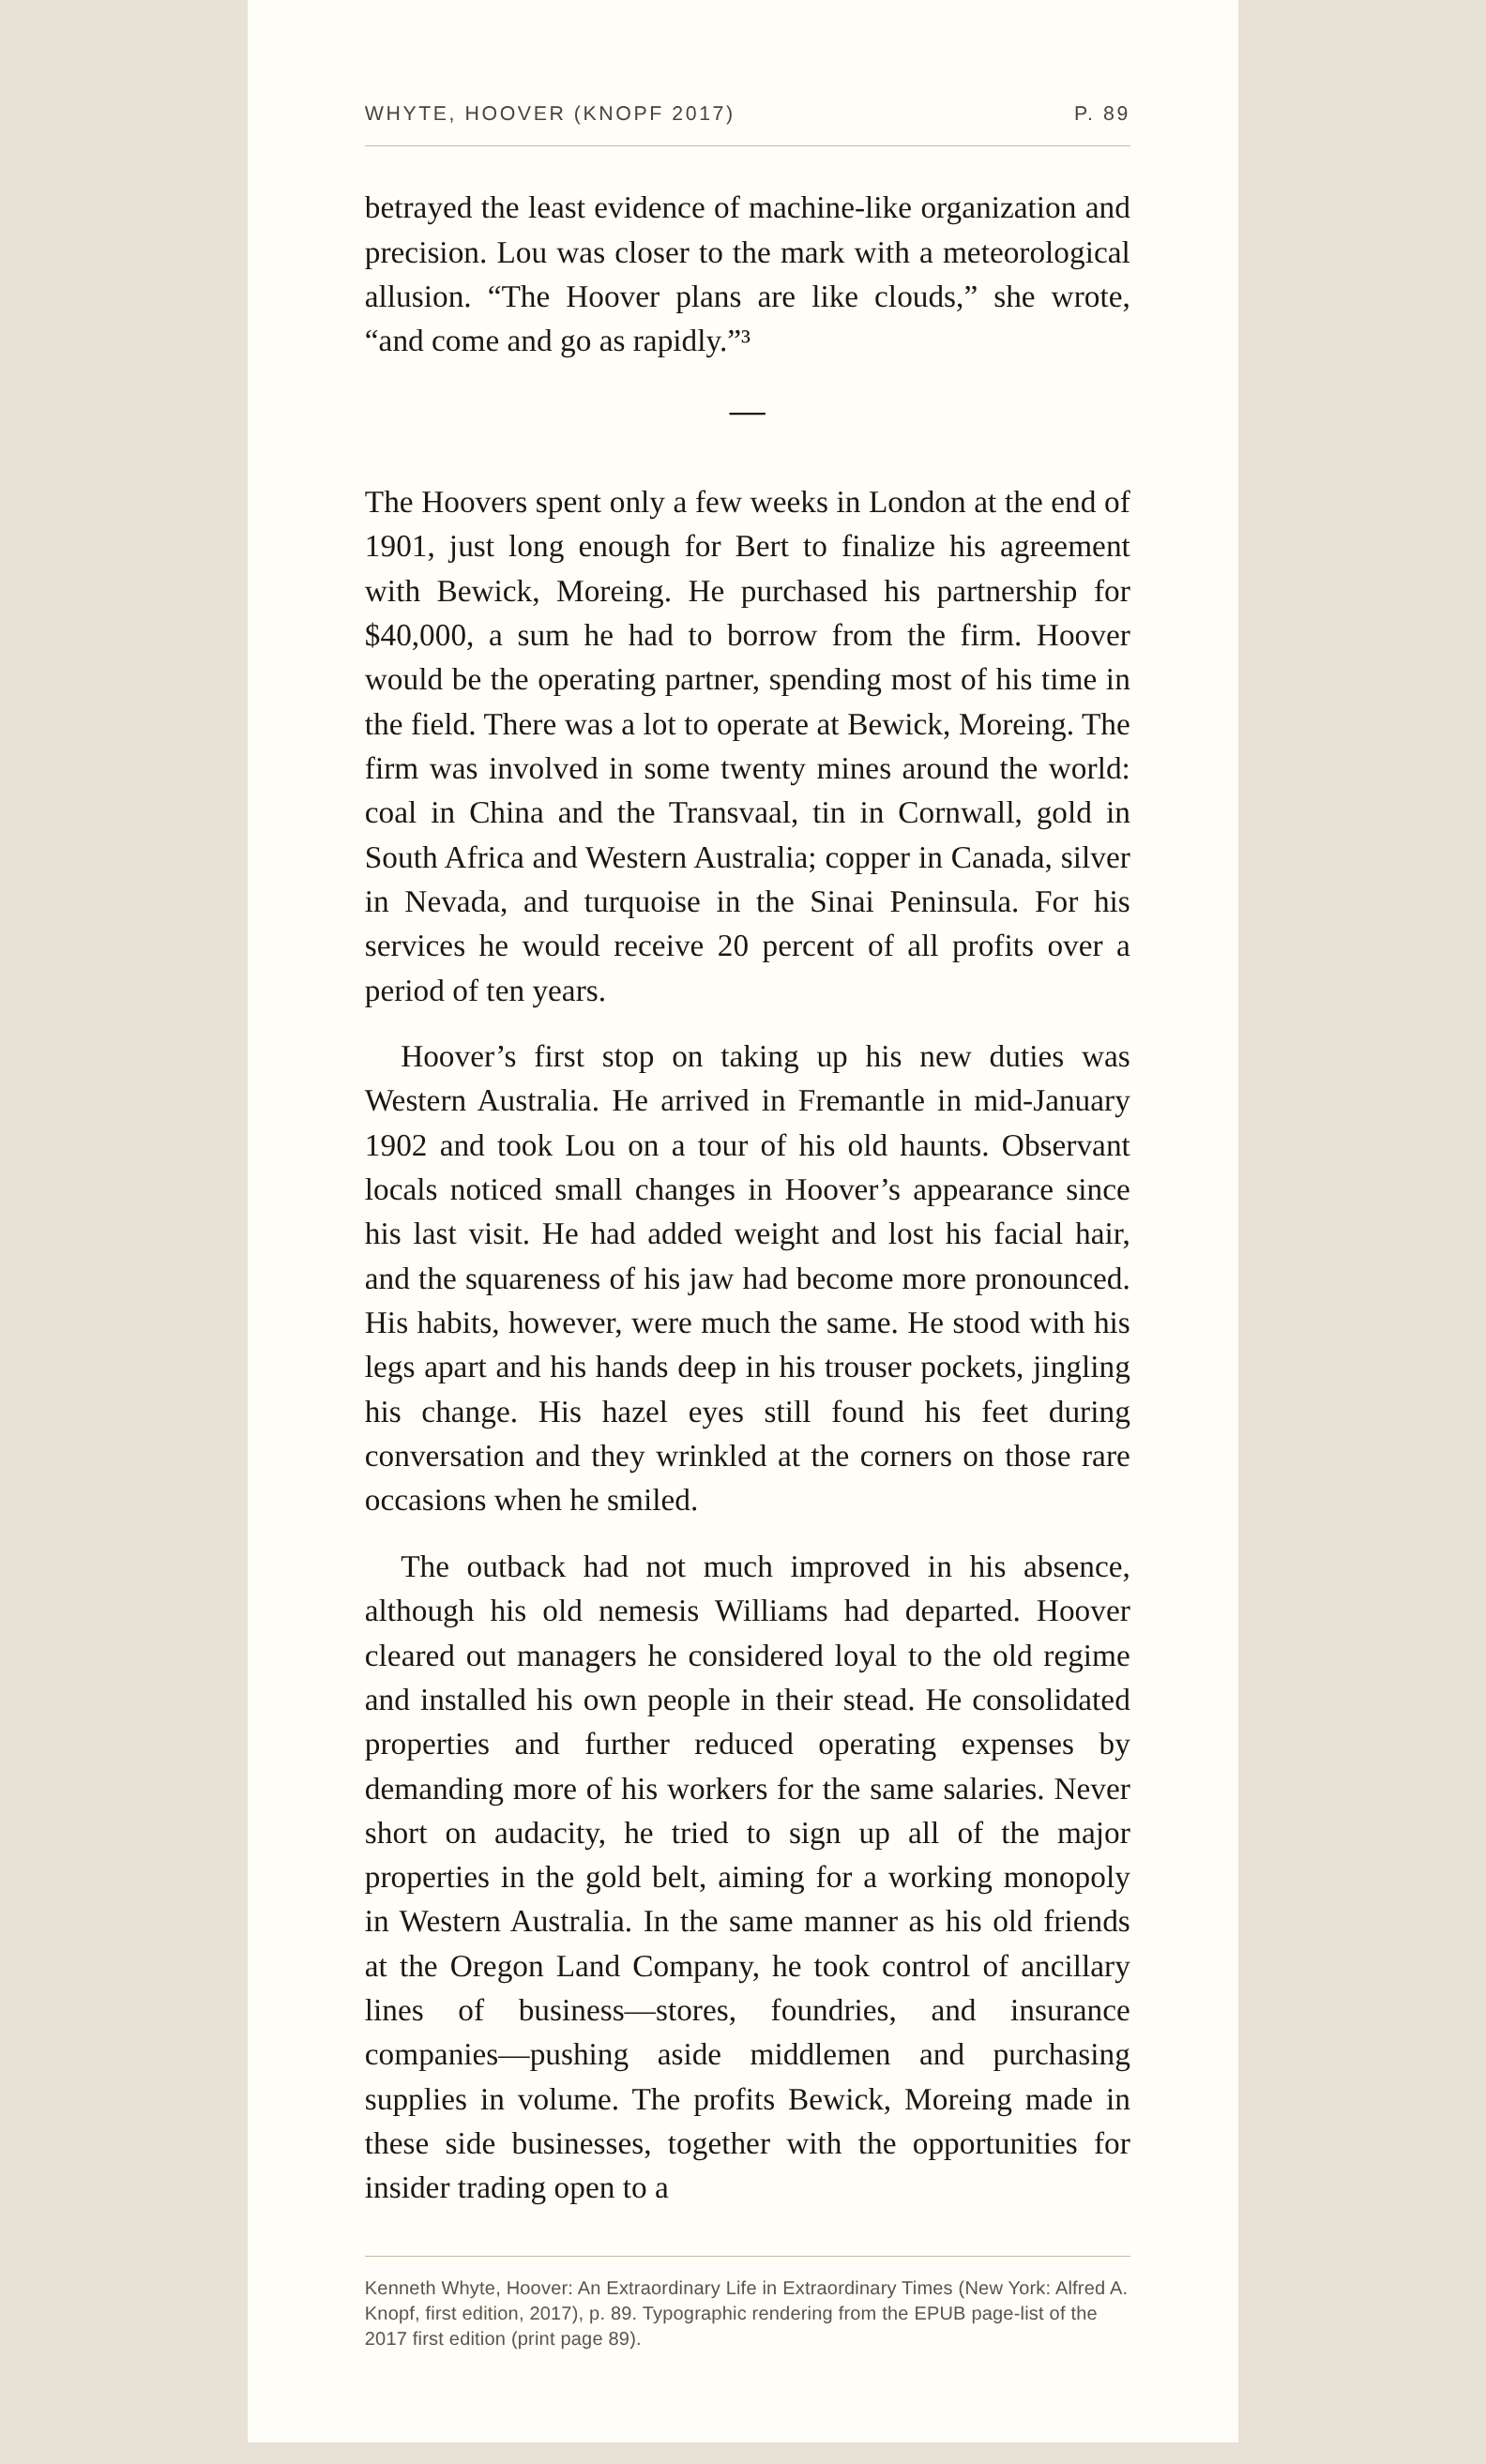 WHYTE, HOOVER (KNOPF 2017) P. 89
betrayed the least evidence of machine-like organization and
precision. Lou was closer to the mark with a meteorological
allusion. “The Hoover plans are like clouds,” she wrote,
“and come and go as rapidly.”³
—
The Hoovers spent only a few weeks in London at the end of
1901, just long enough for Bert to finalize his agreement
with Bewick, Moreing. He purchased his partnership for
$40,000, a sum he had to borrow from the firm. Hoover
would be the operating partner, spending most of his time in
the field. There was a lot to operate at Bewick, Moreing. The
firm was involved in some twenty mines around the world:
coal in China and the Transvaal, tin in Cornwall, gold in
South Africa and Western Australia; copper in Canada, silver
in Nevada, and turquoise in the Sinai Peninsula. For his
services he would receive 20 percent of all profits over a
period of ten years.
Hoover’s first stop on taking up his new duties was
Western Australia. He arrived in Fremantle in mid-January
1902 and took Lou on a tour of his old haunts. Observant
locals noticed small changes in Hoover’s appearance since
his last visit. He had added weight and lost his facial hair,
and the squareness of his jaw had become more pronounced.
His habits, however, were much the same. He stood with his
legs apart and his hands deep in his trouser pockets, jingling
his change. His hazel eyes still found his feet during
conversation and they wrinkled at the corners on those rare
occasions when he smiled.
The outback had not much improved in his absence,
although his old nemesis Williams had departed. Hoover
cleared out managers he considered loyal to the old regime
and installed his own people in their stead. He consolidated
properties and further reduced operating expenses by
demanding more of his workers for the same salaries. Never
short on audacity, he tried to sign up all of the major
properties in the gold belt, aiming for a working monopoly
in Western Australia. In the same manner as his old friends
at the Oregon Land Company, he took control of ancillary
lines of business—stores, foundries, and insurance
companies—pushing aside middlemen and purchasing
supplies in volume. The profits Bewick, Moreing made in
these side businesses, together with the opportunities for
insider trading open to a
Kenneth Whyte, Hoover: An Extraordinary Life in Extraordinary Times (New York: Alfred A.
Knopf, first edition, 2017), p. 89. Typographic rendering from the EPUB page-list of the
2017 first edition (print page 89).